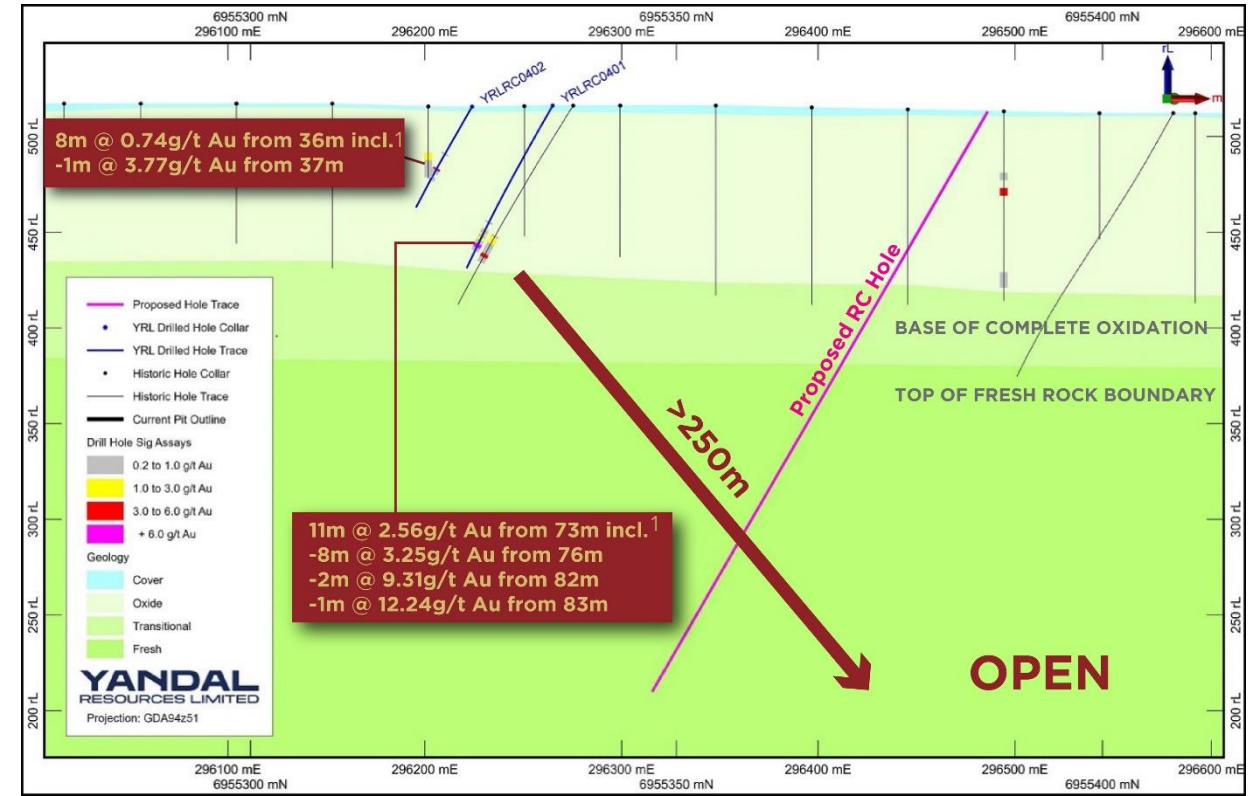 6955300 mN
6955350 mN
6955400 mN
296100 mE
296200 mE
296300 mE
296400 mE
296500 mE
296600 mE
rL
m
YRLRC0402
YRLRC0401
8m @ 0.74g/t Au from 36m incl.1
-1m @ 3.77g/t Au from 37m
500 rL
450 rL
400 rL
350 rL
300 rL
250 rL
200 rL
500 rL
450 rL
400 rL
350 rL
300 rL
250 rL
200 rL
Proposed RC Hole
BASE OF COMPLETE OXIDATION
TOP OF FRESH ROCK BOUNDARY
>250m
OPEN
11m @ 2.56g/t Au from 73m incl.1
-8m @ 3.25g/t Au from 76m
-2m @ 9.31g/t Au from 82m
-1m @ 12.24g/t Au from 83m
Proposed Hole Trace
YRL Drilled Hole Collar
YRL Drilled Hole Trace
Historic Hole Collar
Historic Hole Trace
Current Pit Outline
Drill Hole Sig Assays
0.2 to 1.0 g/t Au
1.0 to 3.0 g/t Au
3.0 to 6.0 g/t Au
+ 6.0 g/t Au
Geology
Cover
Oxide
Transitional
Fresh
YANDAL
RESOURCES LIMITED
Projection: GDA94z51
296100 mE
296200 mE
296300 mE
296400 mE
296500 mE
296600 mE
6955300 mN
6955350 mN
6955400 mN